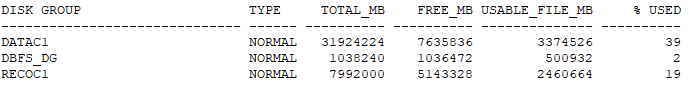 DISK GROUP TYPE TOTAL_MB FREE_MB USABLE_FILE_MB % USED
------------------------------ ------ ---------- ---------- -------------- ----------
DATAC1 NORMAL 31924224 7635836 3374526 39
DBFS_DG NORMAL 1038240 1036472 500932 2
RECOC1 NORMAL 7992000 5143328 2460664 19